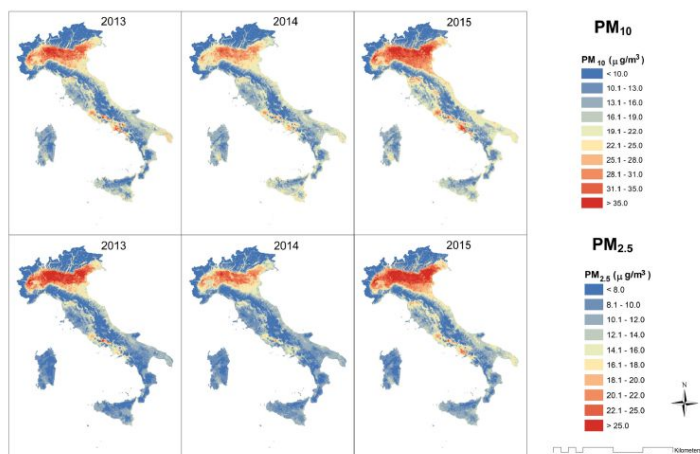 2013
2014
2015
PM10
PM10 (μ g/m³)
< 10.0
10.1 - 13.0
13.1 - 16.0
16.1 - 19.0
19.1 - 22.0
22.1 - 25.0
25.1 - 28.0
28.1 - 31.0
31.1 - 35.0
> 35.0
2013
2014
2015
PM2.5
PM2.5 (μ g/m³)
< 8.0
8.1 - 10.0
10.1 - 12.0
12.1 - 14.0
14.1 - 16.0
16.1 - 18.0
18.1 - 20.0
20.1 - 22.0
22.1 - 25.0
> 25.0
N
Kilometers